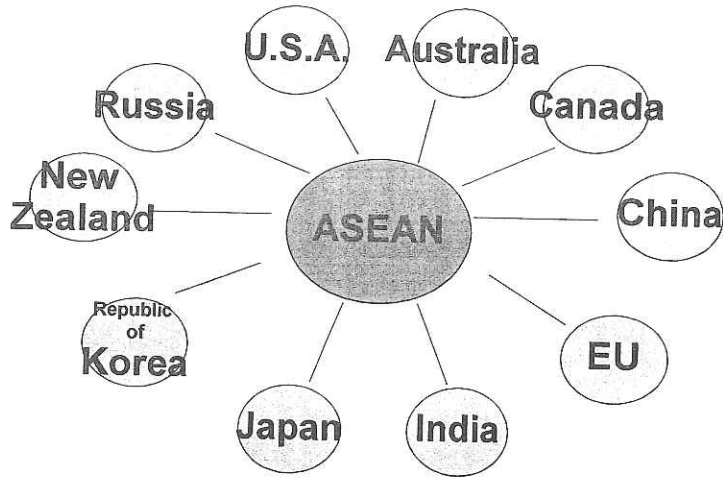 U.S.A.
Australia
Russia
Canada
New
Zealand
ASEAN
China
Republic
of
Korea
EU
Japan
India